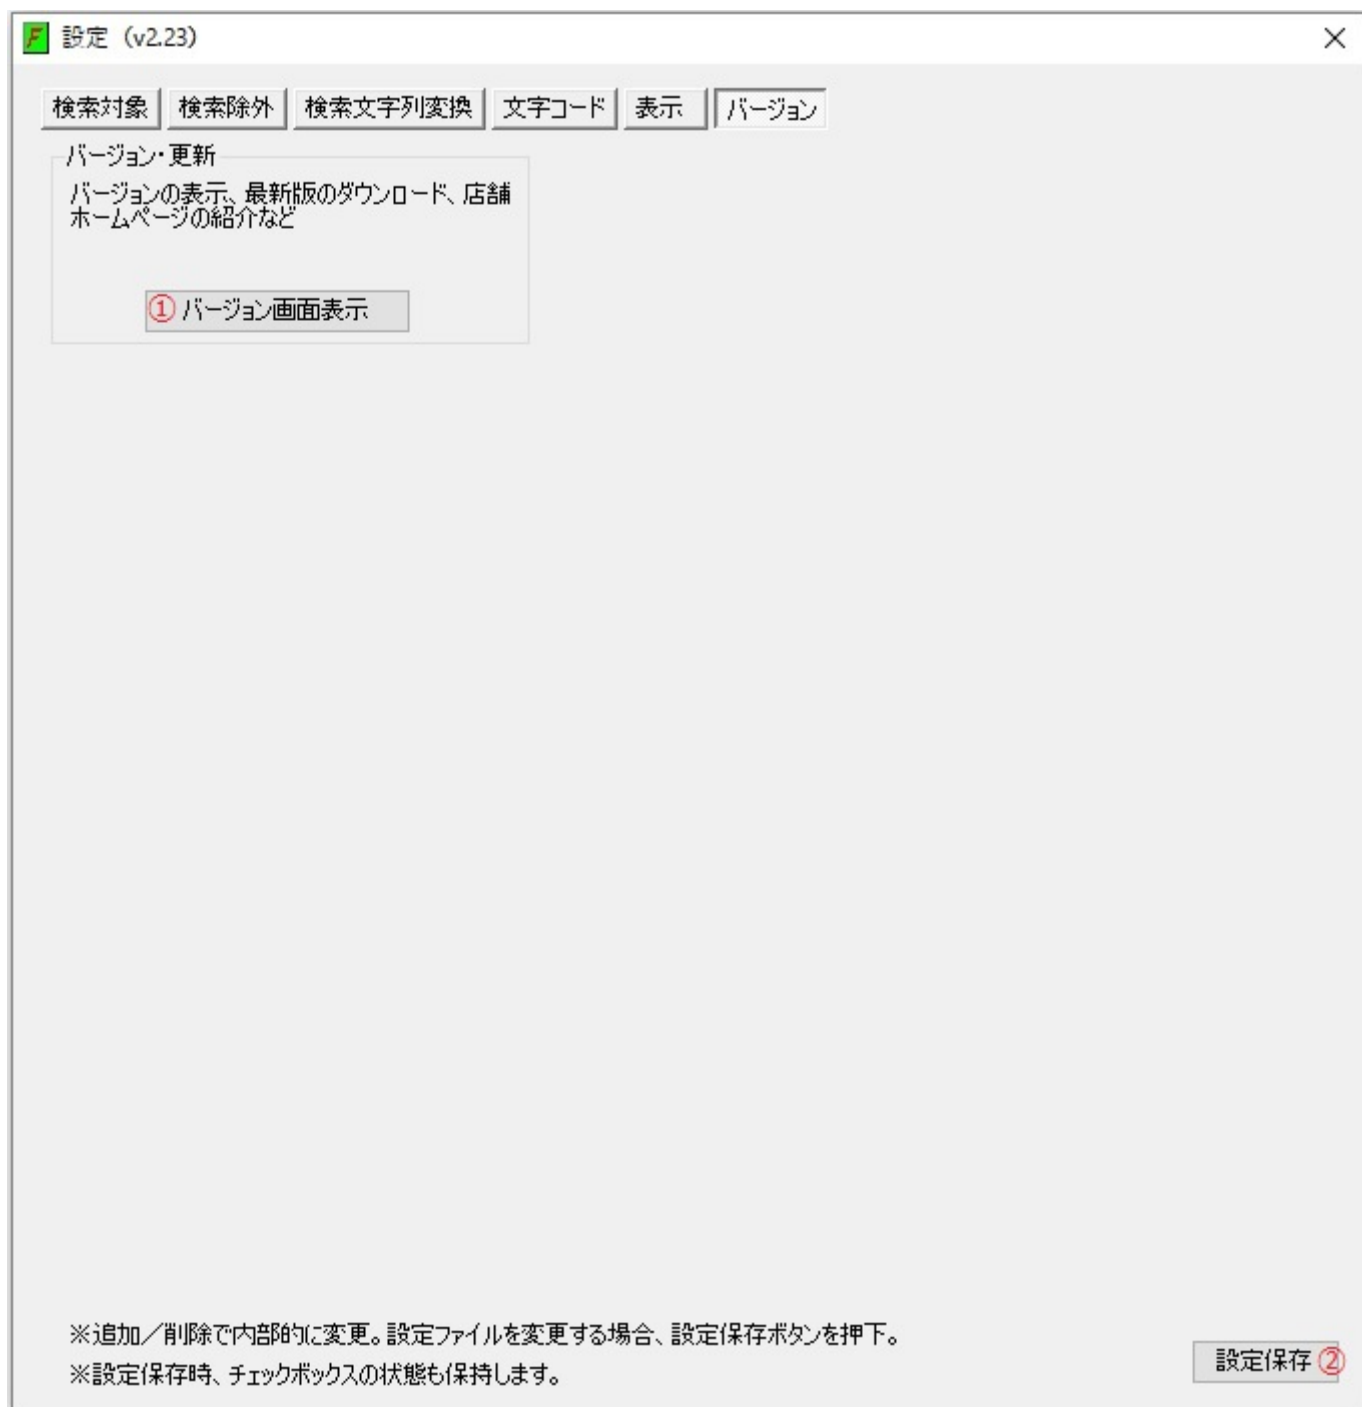 F 設定 (v2.23)
検索対象 検索除外 検索文字列変換 文字コード 表示 バージョン
バージョン・更新
バージョンの表示、最新版のダウンロード、店舗
ホームページの紹介など
① バージョン画面表示
※追加／削除で内部的に変更。設定ファイルを変更する場合、設定保存ボタンを押下。
※設定保存時、チェックボックスの状態も保持します。
設定保存 ②